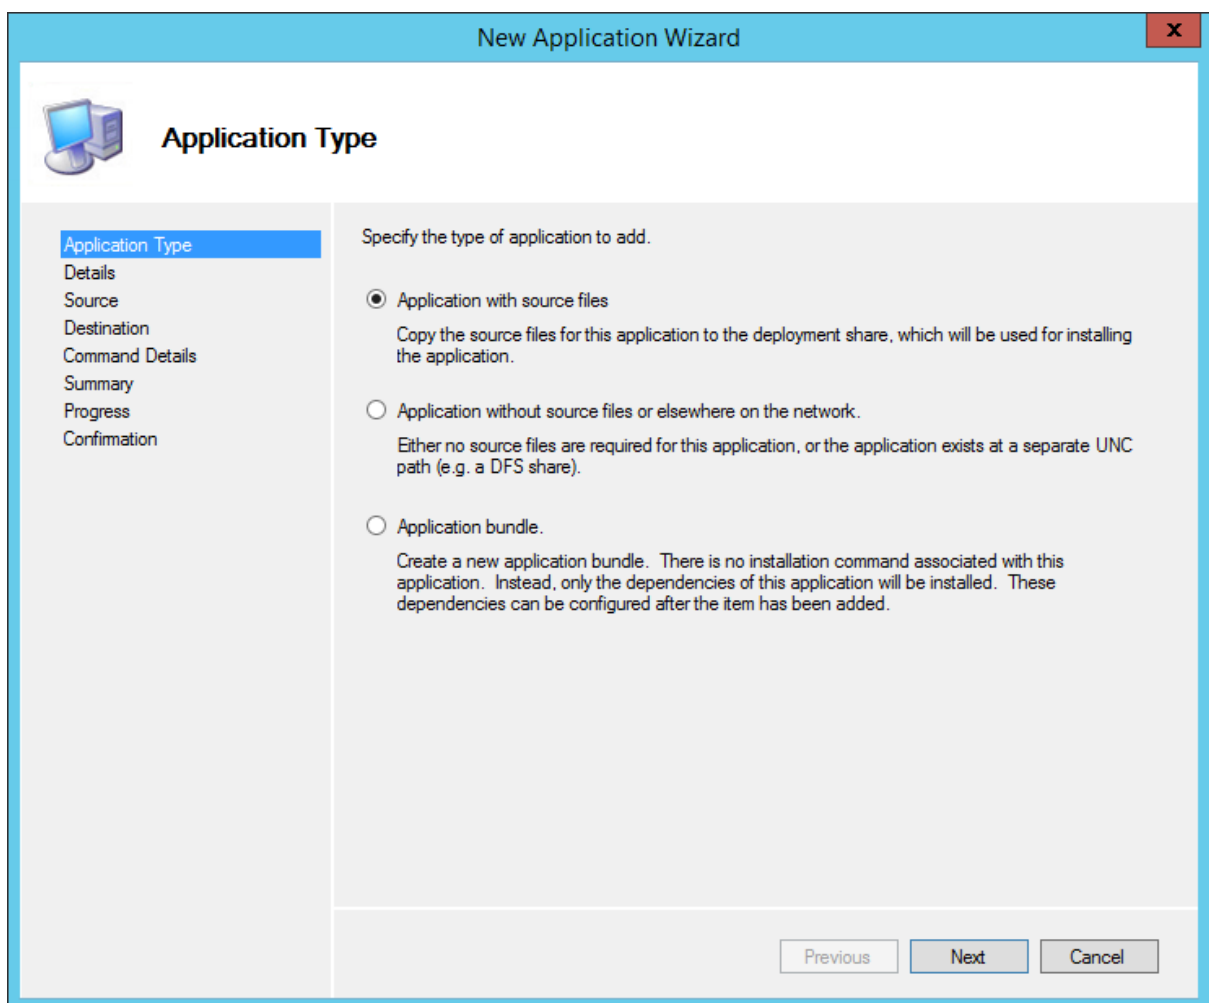 New Application Wizard
x
Application Type
Application Type
Details
Source
Destination
Command Details
Summary
Progress
Confirmation
Specify the type of application to add.
Application with source files
Copy the source files for this application to the deployment share, which will be used for installing
the application.
Application without source files or elsewhere on the network.
Either no source files are required for this application, or the application exists at a separate UNC
path (e.g. a DFS share).
Application bundle.
Create a new application bundle.  There is no installation command associated with this
application.  Instead, only the dependencies of this application will be installed.  These
dependencies can be configured after the item has been added.
Previous
Next
Cancel